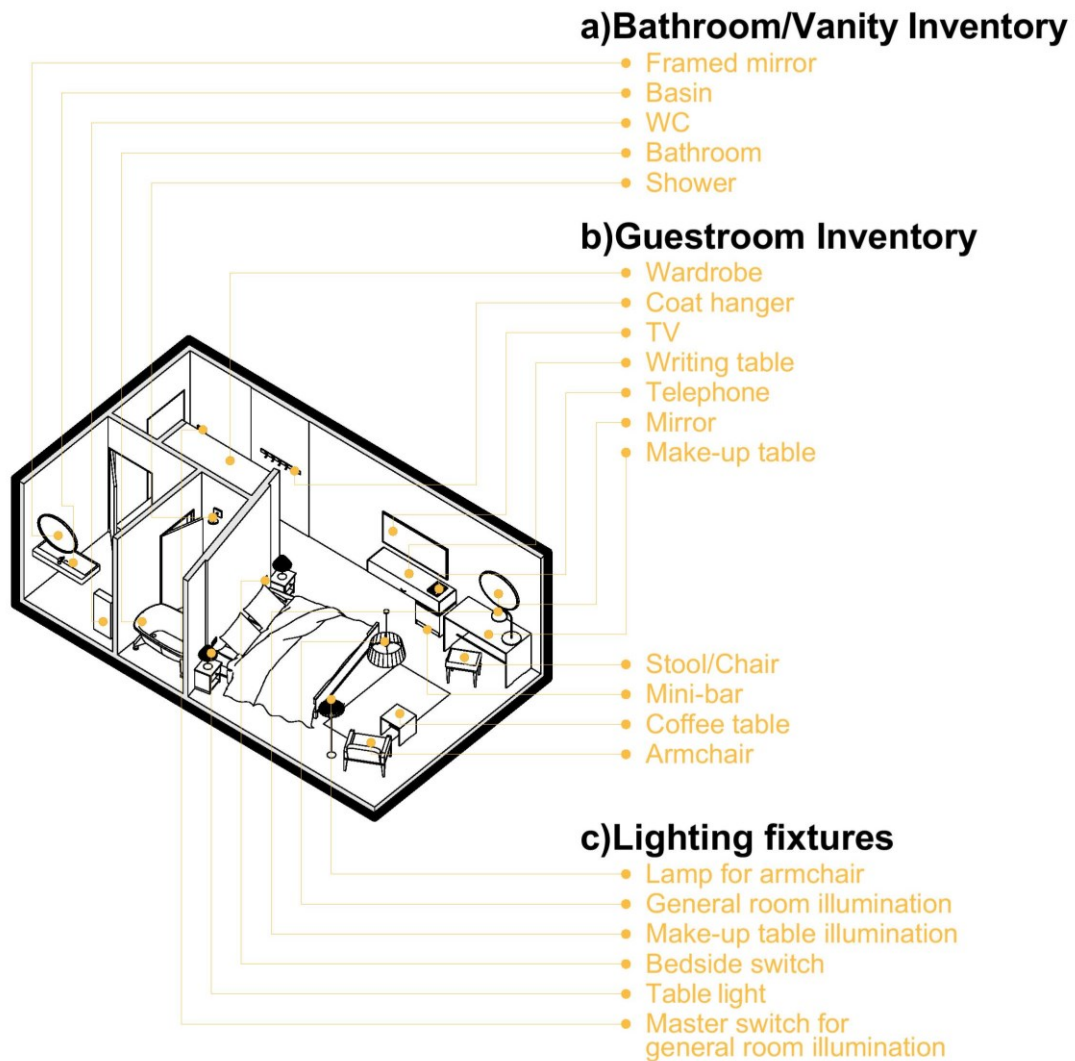 a)Bathroom/Vanity Inventory
Framed mirror
Basin
WC
Bathroom
Shower
b)Guestroom Inventory
Wardrobe
Coat hanger
TV
Writing table
Telephone
Mirror
Make-up table
Stool/Chair
Mini-bar
Coffee table
Armchair
c)Lighting fixtures
Lamp for armchair
General room illumination
Make-up table illumination
Bedside switch
Table light
Master switch for
general room illumination